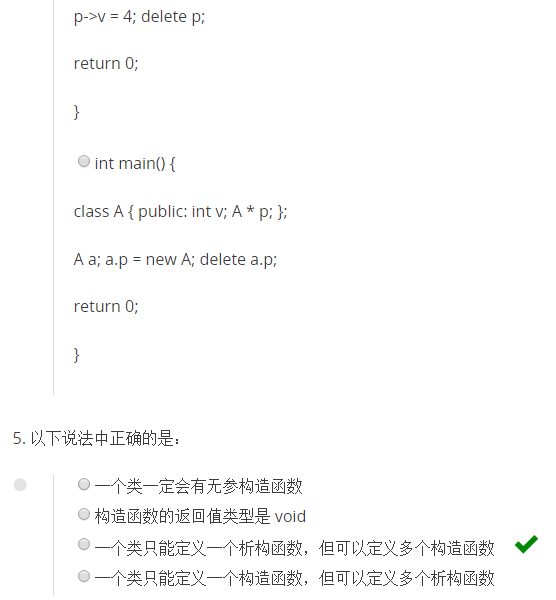 p->v = 4; delete p;
return 0;
}
int main() {
class A { public: int v; A * p; };
A a; a.p = new A; delete a.p;
return 0;
}
5. 以下说法中正确的是：
一个类一定会有无参构造函数
构造函数的返回值类型是 void
一个类只能定义一个析构函数，但可以定义多个构造函数
一个类只能定义一个构造函数，但可以定义多个析构函数